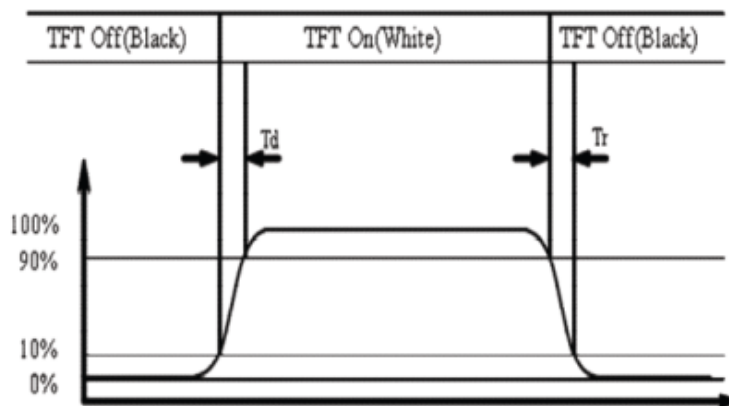 TFT Off(Black) TFT On(White) TFT Off(Black)
Td Tr
100%
90%
10%
0%